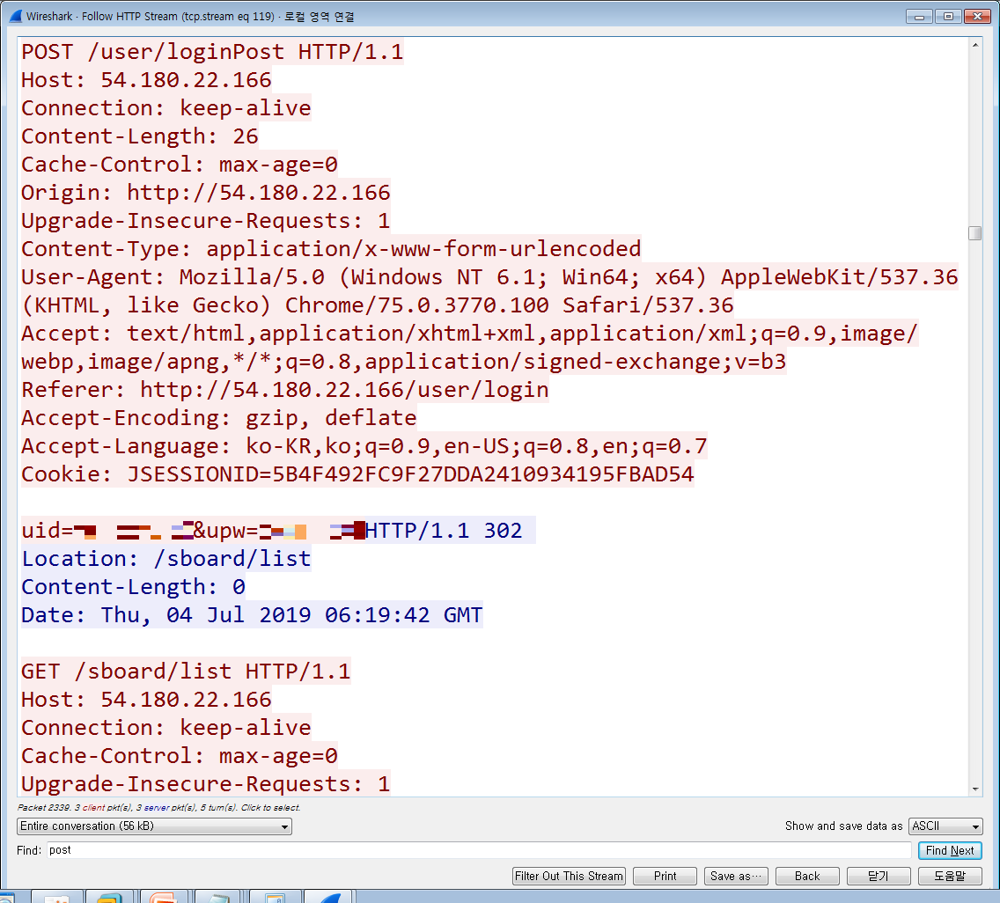 Wireshark · Follow HTTP Stream (tcp.stream eq 119) · 로컬 영역 연결
POST /user/loginPost HTTP/1.1
Host: 54.180.22.166
Connection: keep-alive
Content-Length: 26
Cache-Control: max-age=0
Origin: http://54.180.22.166
Upgrade-Insecure-Requests: 1
Content-Type: application/x-www-form-urlencoded
User-Agent: Mozilla/5.0 (Windows NT 6.1; Win64; x64) AppleWebKit/537.36
(KHTML, like Gecko) Chrome/75.0.3770.100 Safari/537.36
Accept: text/html,application/xhtml+xml,application/xml;q=0.9,image/
webp,image/apng,*/*;q=0.8,application/signed-exchange;v=b3
Referer: http://54.180.22.166/user/login
Accept-Encoding: gzip, deflate
Accept-Language: ko-KR,ko;q=0.9,en-US;q=0.8,en;q=0.7
Cookie: JSESSIONID=5B4F492FC9F27DDA2410934195FBAD54
uid= &upw= HTTP/1.1 302
Location: /sboard/list
Content-Length: 0
Date: Thu, 04 Jul 2019 06:19:42 GMT
GET /sboard/list HTTP/1.1
Host: 54.180.22.166
Connection: keep-alive
Cache-Control: max-age=0
Upgrade-Insecure-Requests: 1
Packet 2339. 3 client pkt(s), 3 server pkt(s), 5 turn(s). Click to select.
Entire conversation (56 kB) Show and save data as ASCII
Find: post Find Next
Filter Out This Stream Print Save as… Back 닫기 도움말